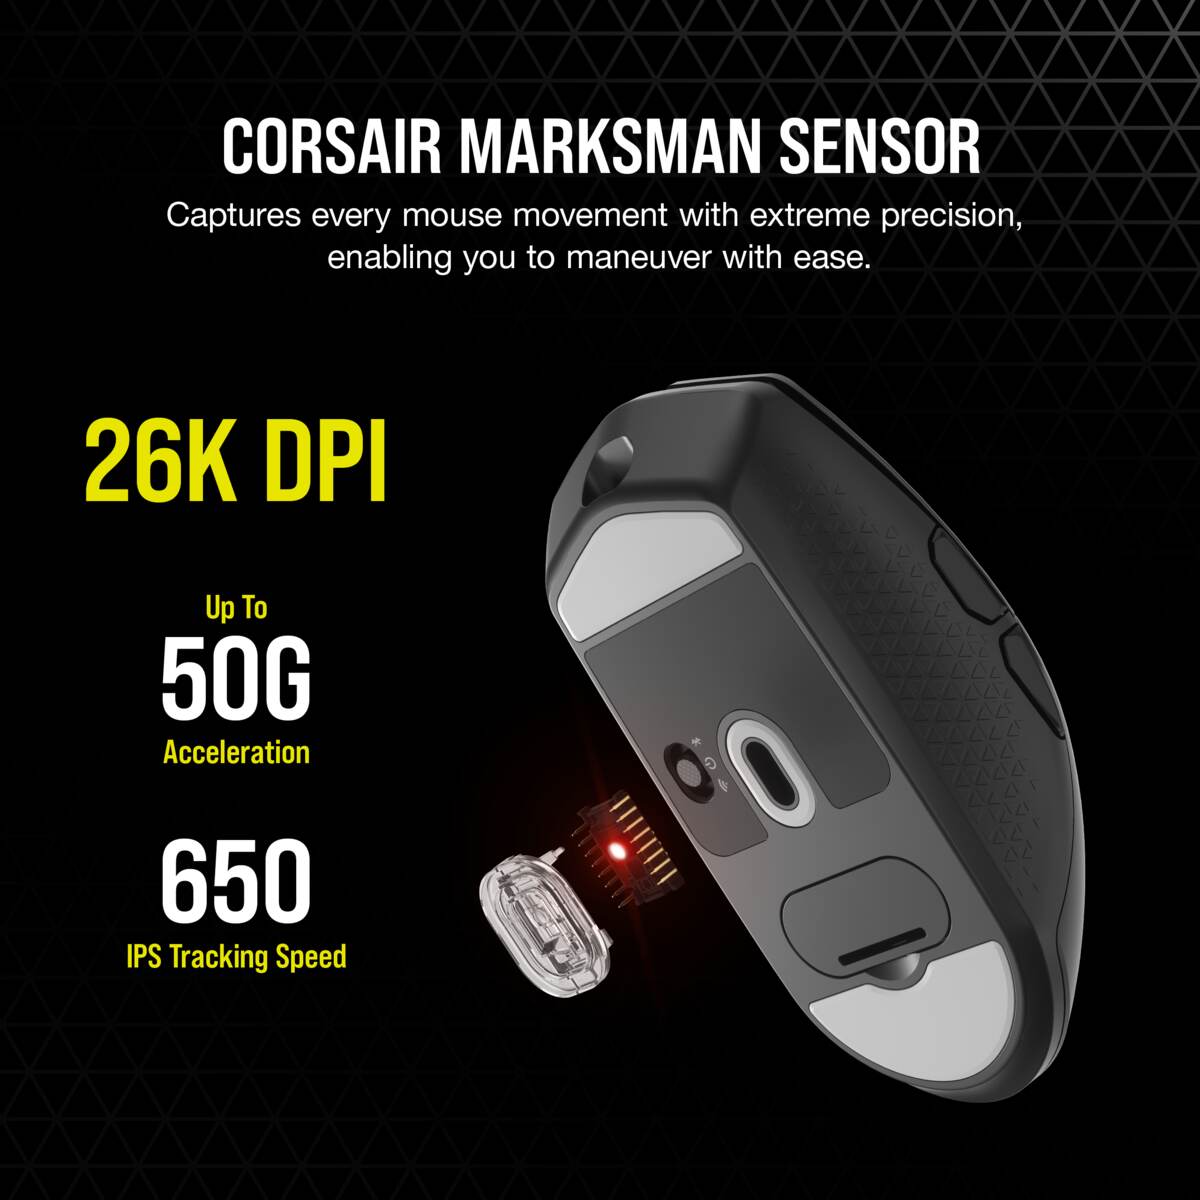 CORSAIR MARKSMAN SENSOR
Captures every mouse movement with extreme precision,
enabling you to maneuver with ease.
26K DPI
Up To
50G
Acceleration
650
IPS Tracking Speed